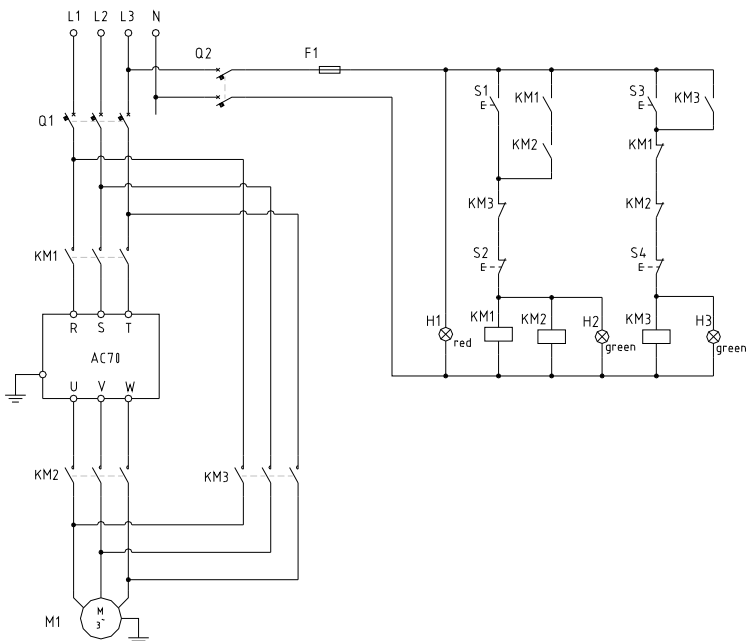 L1 L2 L3 N
Q2 F1
S1 KM1 S3 KM3
Q1
KM2 KM1
KM3 KM2
KM1 S2 S4
R S T
KM1 KM2 H2 KM3 H3
H1 red green green
AC70
U V W
KM2 KM3
M
3~
M1